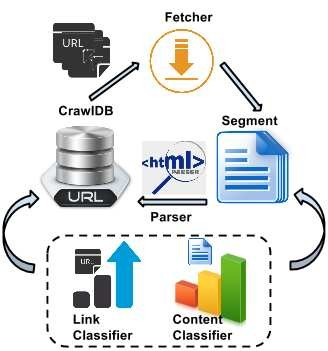 Fetcher
URL
CrawlDB
Segment
<html>
PARSER
URL
Parser
URL
Link
Classifier
Content
Classifier